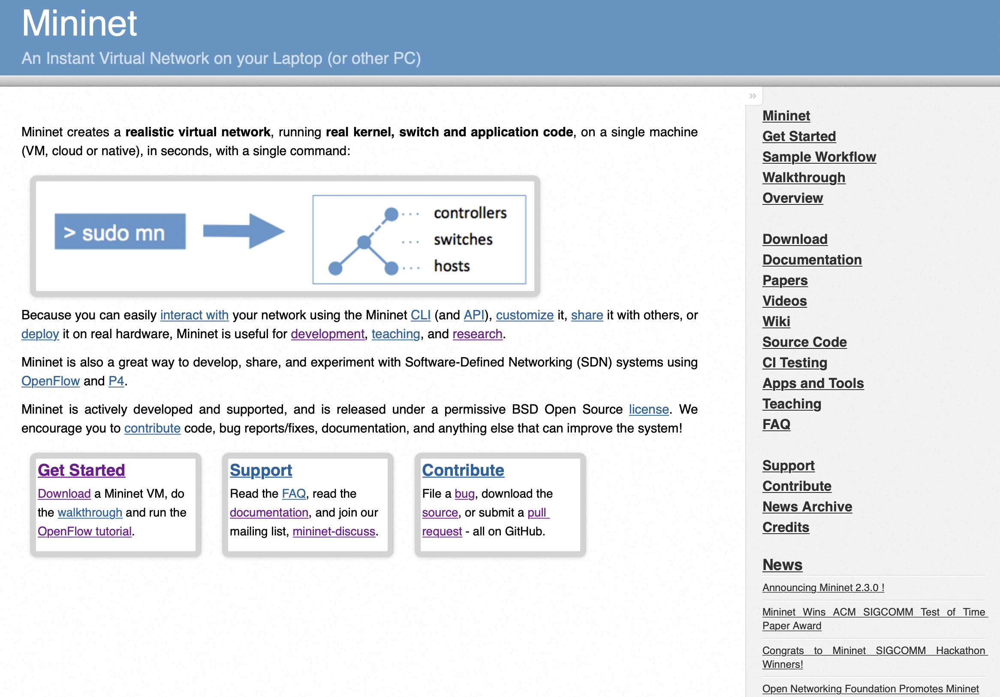 Mininet
An Instant Virtual Network on your Laptop (or other PC)
Mininet creates a realistic virtual network, running real kernel, switch and application code, on a single machine
(VM, cloud or native), in seconds, with a single command:
> sudo mn
controllers
switches
hosts
Because you can easily interact with your network using the Mininet CLI (and API), customize it, share it with others, or
deploy it on real hardware, Mininet is useful for development, teaching, and research.
Mininet is also a great way to develop, share, and experiment with Software-Defined Networking (SDN) systems using
OpenFlow and P4.
Mininet is actively developed and supported, and is released under a permissive BSD Open Source license. We
encourage you to contribute code, bug reports/fixes, documentation, and anything else that can improve the system!
Get Started
Download a Mininet VM, do
the walkthrough and run the
OpenFlow tutorial.
Support
Read the FAQ, read the
documentation, and join our
mailing list, mininet-discuss.
Contribute
File a bug, download the
source, or submit a pull
request - all on GitHub.
»
Mininet
Get Started
Sample Workflow
Walkthrough
Overview
Download
Documentation
Papers
Videos
Wiki
Source Code
CI Testing
Apps and Tools
Teaching
FAQ
Support
Contribute
News Archive
Credits
News
Announcing Mininet 2.3.0 !
Mininet Wins ACM SIGCOMM Test of Time
Paper Award
Congrats to Mininet SIGCOMM Hackathon
Winners!
Open Networking Foundation Promotes Mininet